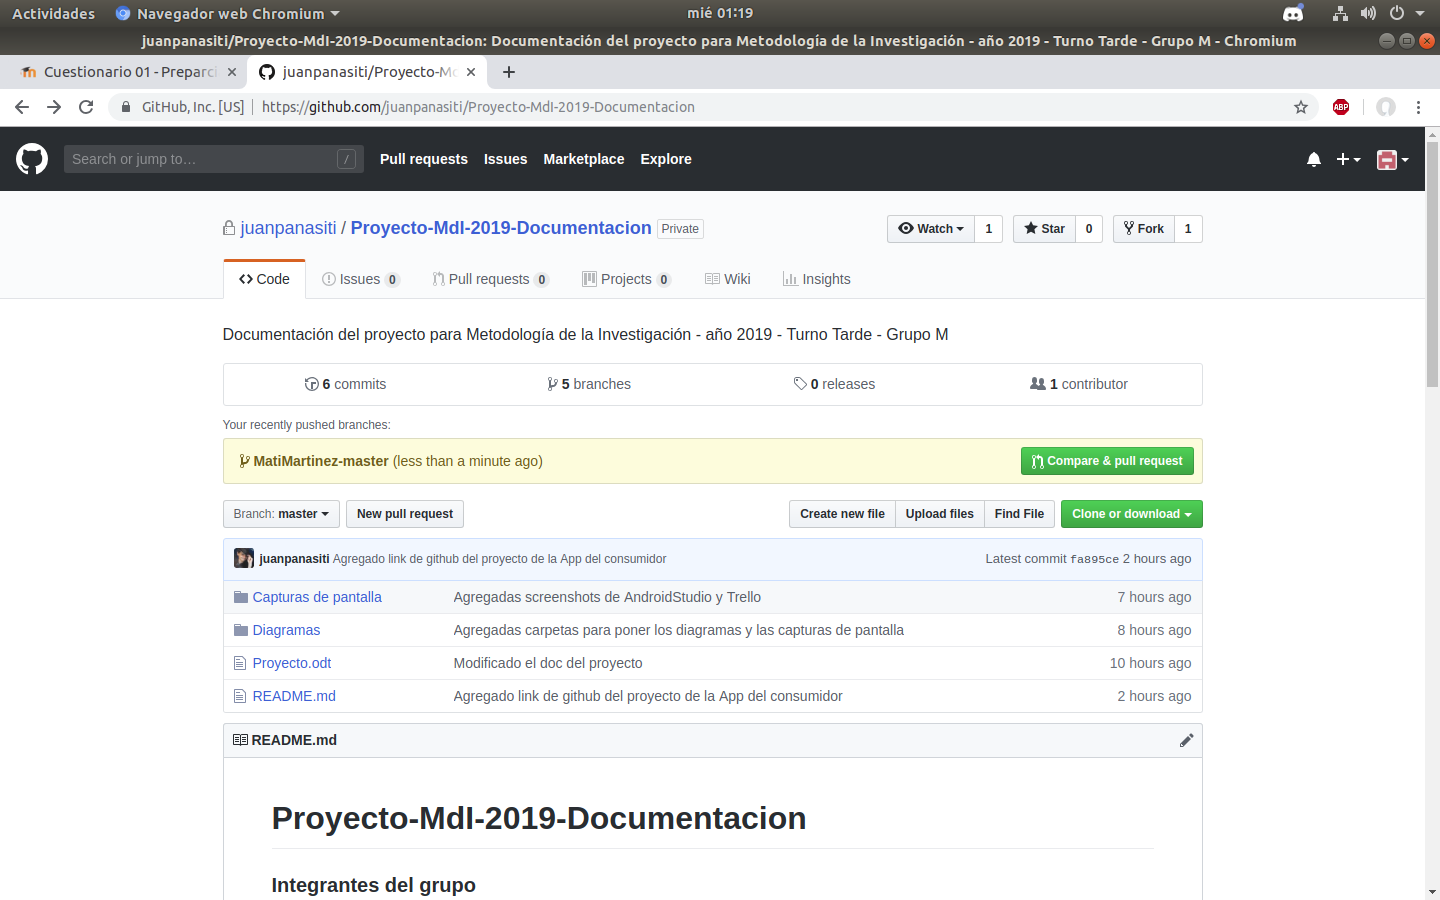 Actividades Navegador web Chromium mié 01:19
juanpanasiti/Proyecto-MdI-2019-Documentacion: Documentación del proyecto para Metodología de la Investigación - año 2019 - Turno Tarde - Grupo M - Chromium
Cuestionario 01 - Preparci juanpanasiti/Proyecto-Md
GitHub, Inc. [US] https://github.com/juanpanasiti/Proyecto-MdI-2019-Documentacion ABP
Search or jump to… / Pull requests Issues Marketplace Explore
juanpanasiti / Proyecto-MdI-2019-Documentacion Private Watch 1 Star 0 Fork 1
Code Issues 0 Pull requests 0 Projects 0 Wiki Insights
Documentación del proyecto para Metodología de la Investigación - año 2019 - Turno Tarde - Grupo M
6 commits 5 branches 0 releases 1 contributor
Your recently pushed branches:
MatiMartinez-master (less than a minute ago) Compare & pull request
Branch: master New pull request Create new file Upload files Find File Clone or download
juanpanasiti Agregado link de github del proyecto de la App del consumidor Latest commit fa895ce 2 hours ago
Capturas de pantalla Agregadas screenshots de AndroidStudio y Trello 7 hours ago
Diagramas Agregadas carpetas para poner los diagramas y las capturas de pantalla 8 hours ago
Proyecto.odt Modificado el doc del proyecto 10 hours ago
README.md Agregado link de github del proyecto de la App del consumidor 2 hours ago
README.md
Proyecto-MdI-2019-Documentacion
Integrantes del grupo